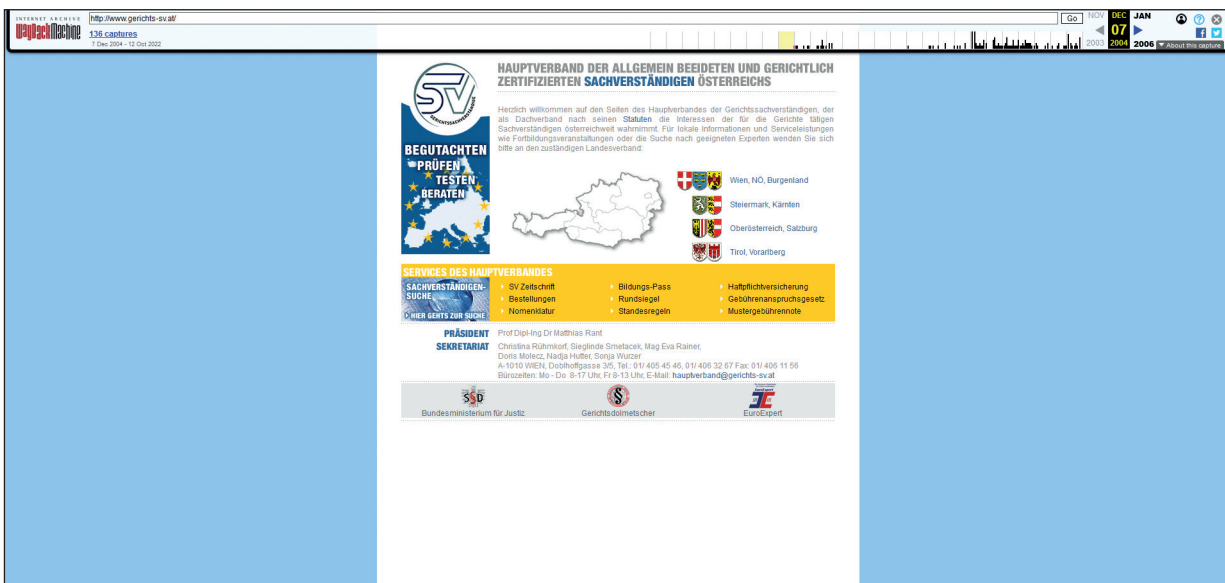 INTERNET ARCHIVE
WayBackMachine
http://www.gerichts-sv.at/
Go
136 captures
7 Dec 2004 - 12 Oct 2022
NOV DEC JAN
07
2003 2004 2006
About this capture
SV
GERICHTSSACHVERSTÄNDIGE
BEGUTACHTEN
PRÜFEN
TESTEN
BERATEN
HAUPTVERBAND DER ALLGEMEIN BEEIDETEN UND GERICHTLICH
ZERTIFIZIERTEN SACHVERSTÄNDIGEN ÖSTERREICHS
Herzlich willkommen auf den Seiten des Hauptverbandes der Gerichtssachverständigen, der
als Dachverband nach seinen Statuten die Interessen der für die Gerichte tätigen
Sachverständigen österreichweit wahrnimmt. Für lokale Informationen und Serviceleistungen
wie Fortbildungsveranstaltungen oder die Suche nach geeigneten Experten wenden Sie sich
bitte an den zuständigen Landesverband:
Wien, NÖ, Burgenland
Steiermark, Kärnten
Oberösterreich, Salzburg
Tirol, Vorarlberg
SERVICES DES HAUPTVERBANDES
SACHVERSTÄNDIGEN-
SUCHE
HIER GEHTS ZUR SUCHE
SV Zeitschrift
Bestellungen
Nomenklatur
Bildungs-Pass
Rundsiegel
Standesregeln
Haftpflichtversicherung
Gebührenanspruchsgesetz
Mustergebührennote
PRÄSIDENT Prof Dipl-Ing Dr Matthias Rant
SEKRETARIAT Christina Rühmkorf, Sieglinde Smetacek, Mag Eva Rainer,
Doris Molecz, Nadja Hutter, Sonja Wurzer
A-1010 WIEN, Doblhoffgasse 3/5, Tel.: 01/ 405 45 46, 01/ 406 32 67 Fax: 01/ 406 11 56
Bürozeiten: Mo - Do 8-17 Uhr, Fr 8-13 Uhr, E-Mail: hauptverband@gerichts-sv.at
Bundesministerium für Justiz
Gerichtsdolmetscher
EuroExpert